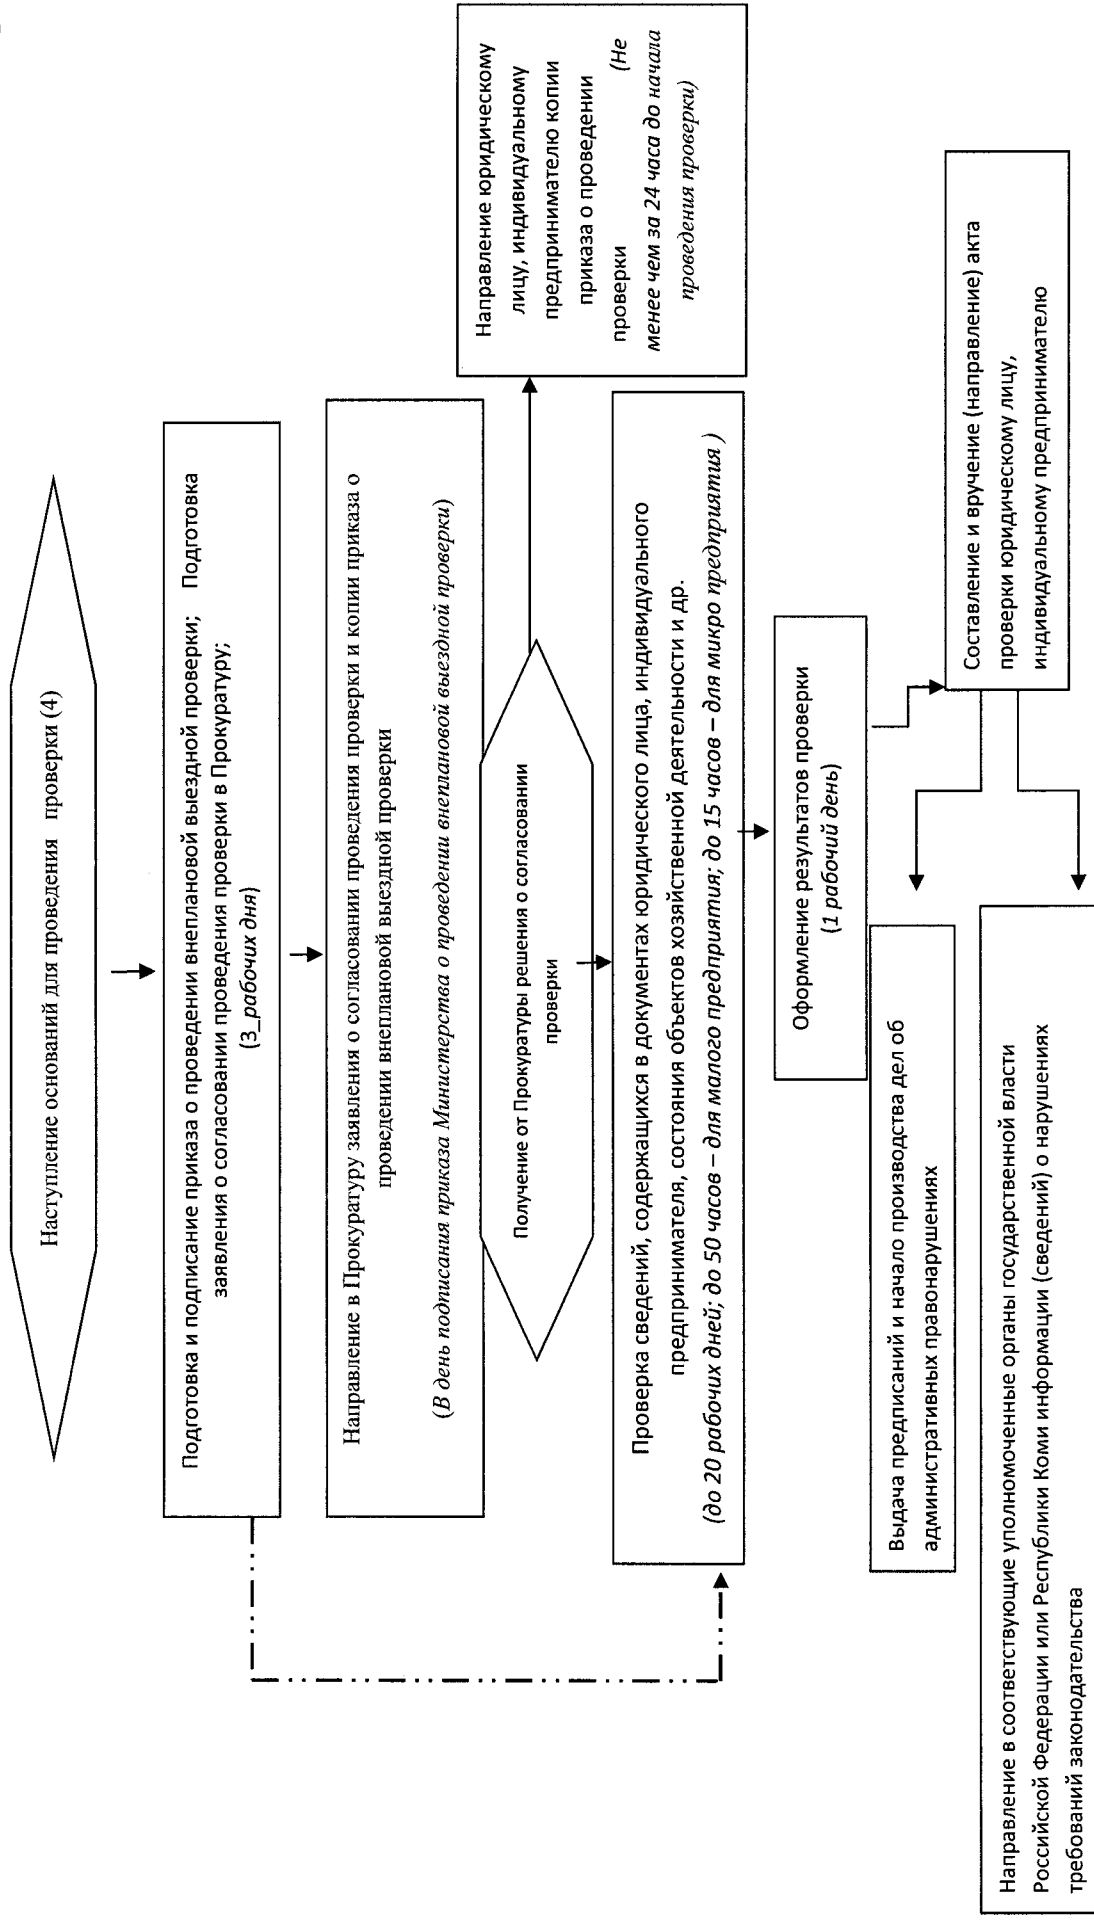 Наступление оснований для проведения проверки (4)
Подготовка и подписание приказа о проведении внеплановой выездной проверки; Подготовка
заявления о согласовании проведения проверки в Прокуратуру;
(3_рабочих дня)
Направление в Прокуратуру заявления о согласовании проведения проверки и копии приказа о
проведении внеплановой выездной проверки
(В день подписания приказа Министерства о проведении внеплановой выездной проверки)
Получение от Прокуратуры решения о согласовании
проверки
Направление юридическому
лицу, индивидуальному
предпринимателю копии
приказа о проведении
проверки (Не
менее чем за 24 часа до начала
проведения проверки)
Проверка сведений, содержащихся в документах юридического лица, индивидуального
предпринимателя, состояния объектов хозяйственной деятельности и др.
(до 20 рабочих дней; до 50 часов – для малого предприятия; до 15 часов – для микро предприятия )
Оформление результатов проверки
(1 рабочий день)
Составление и вручение (направление) акта
проверки юридическому лицу,
индивидуальному предпринимателю
Выдача предписаний и начало производства дел об
административных правонарушениях
Направление в соответствующие уполномоченные органы государственной власти
Российской Федерации или Республики Коми информации (сведений) о нарушениях
требований законодательства